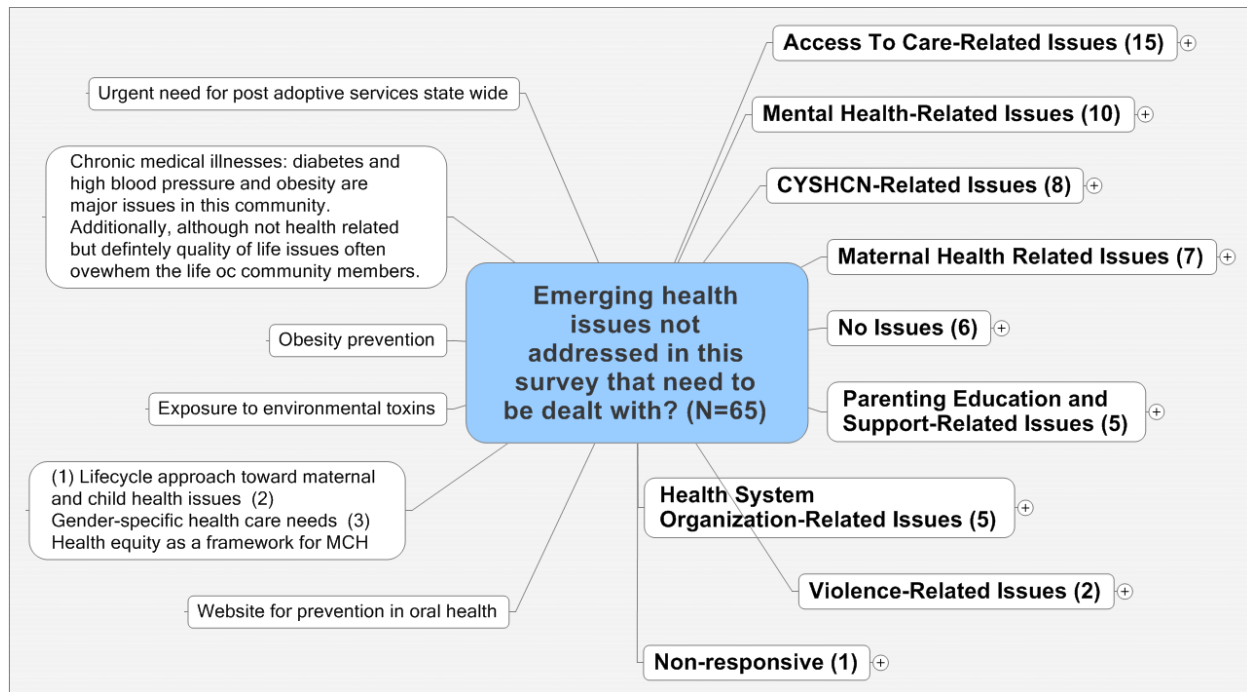 Emerging health
issues not
addressed in this
survey that need to
be dealt with? (N=65)
Access To Care-Related Issues (15)
Mental Health-Related Issues (10)
CYSHCN-Related Issues (8)
Maternal Health Related Issues (7)
No Issues (6)
Parenting Education and
Support-Related Issues (5)
Health System
Organization-Related Issues (5)
Violence-Related Issues (2)
Non-responsive (1)
Urgent need for post adoptive services state wide
Chronic medical illnesses: diabetes and
high blood pressure and obesity are
major issues in this community.
Additionally, although not health related
but defintely quality of life issues often
ovewhem the life oc community members.
Obesity prevention
Exposure to environmental toxins
(1) Lifecycle approach toward maternal
and child health issues (2)
Gender-specific health care needs (3)
Health equity as a framework for MCH
Website for prevention in oral health